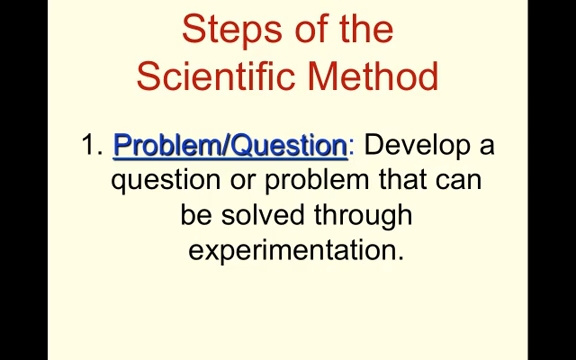 Steps of the
Scientific Method
1. Problem/Question: Develop a
question or problem that can
be solved through
experimentation.